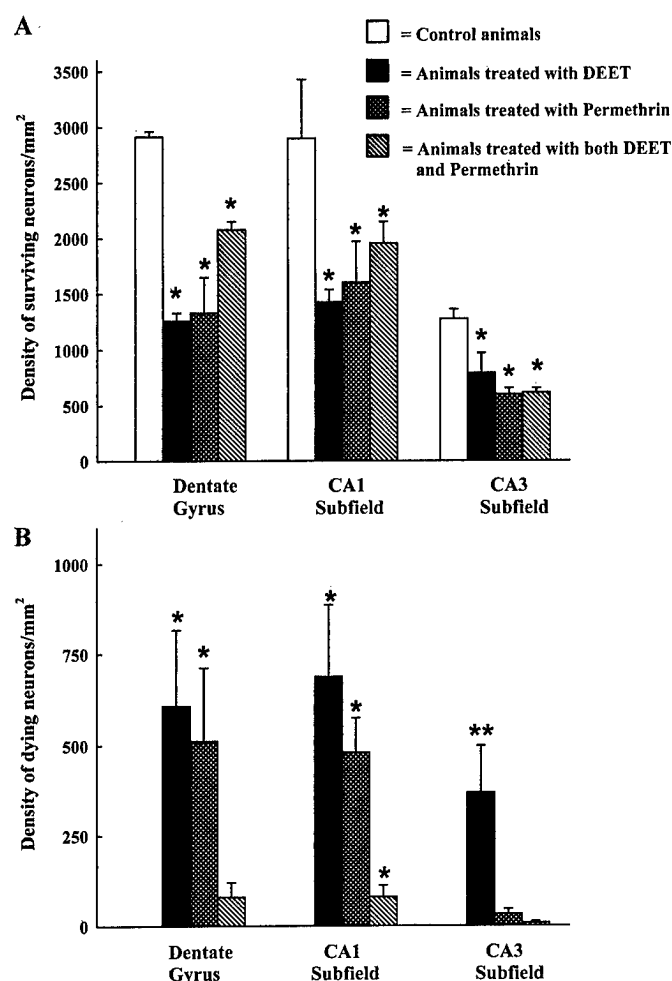 A
= Control animals
= Animals treated with DEET
= Animals treated with Permethrin
= Animals treated with both DEET
and Permethrin
Density of surviving neurons/mm²
3500
3000
2500
2000
1500
1000
500
0
* * *
* * *
* * *
Dentate
Gyrus
CA1
Subfield
CA3
Subfield
B
Density of dying neurons/mm²
1000
750
500
250
0
* *
* * *
**
Dentate
Gyrus
CA1
Subfield
CA3
Subfield